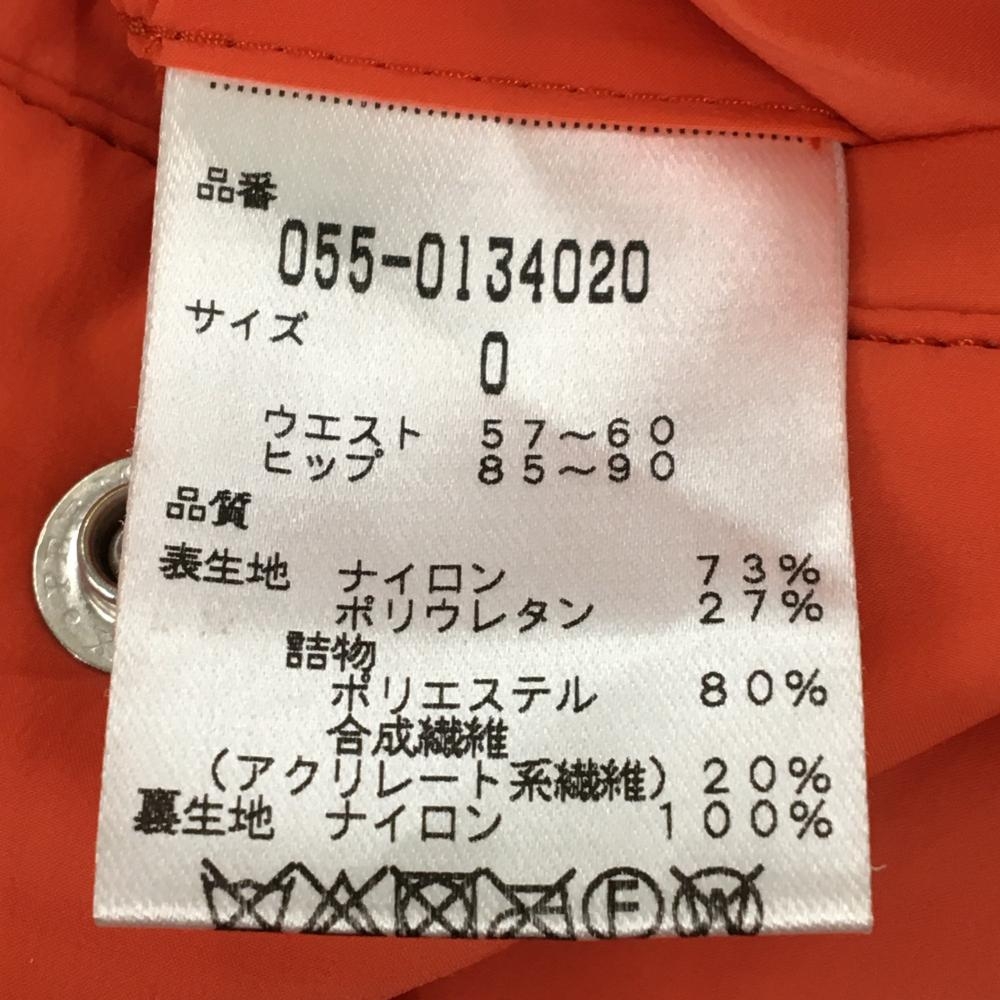 品番
055-0134020
サイズ
0
ウエスト 57～60
ヒップ 85～90
品質
表生地 ナイロン 73%
ポリウレタン 27%
詰物
ポリエステル 80%
合成繊維
(アクリレート系繊維) 20%
裏生地 ナイロン 100%
F W